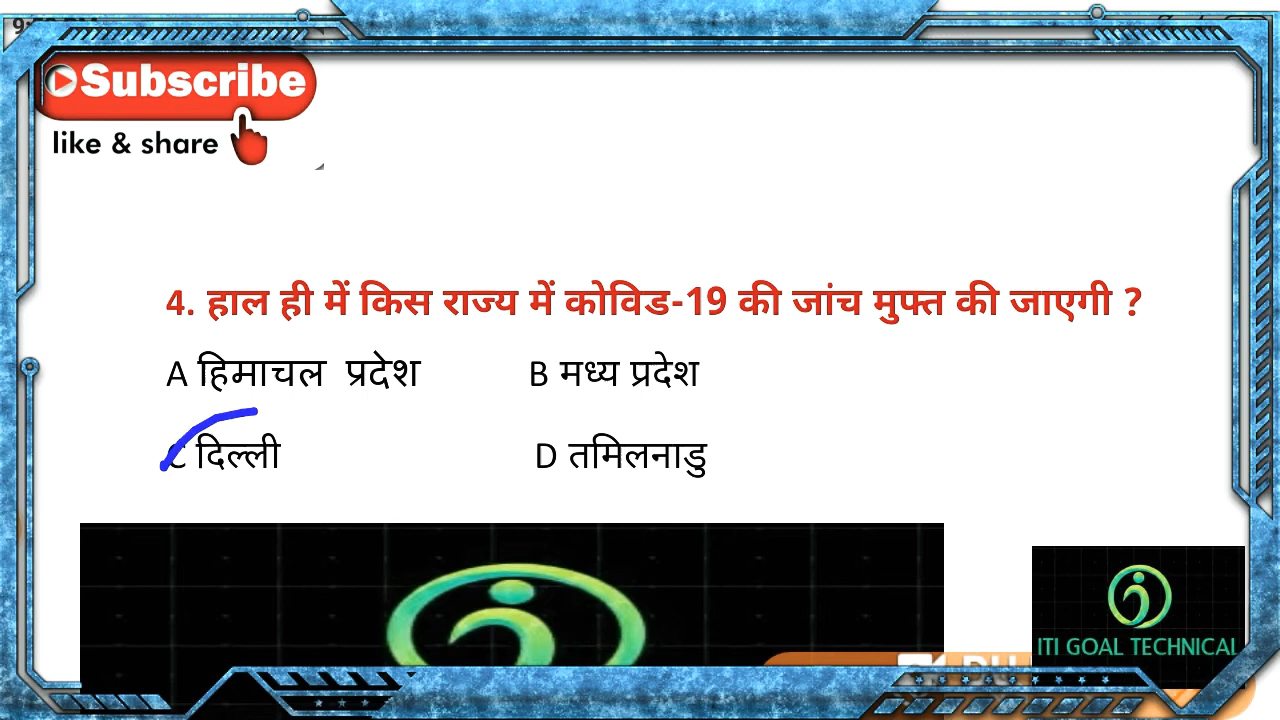 Subscribe
like & share
4. हाल ही में किस राज्य में कोविड-19 की जांच मुफ्त की जाएगी ?
A हिमाचल प्रदेश B मध्य प्रदेश
C दिल्ली D तमिलनाडु
ITI GOAL TECHNICAL